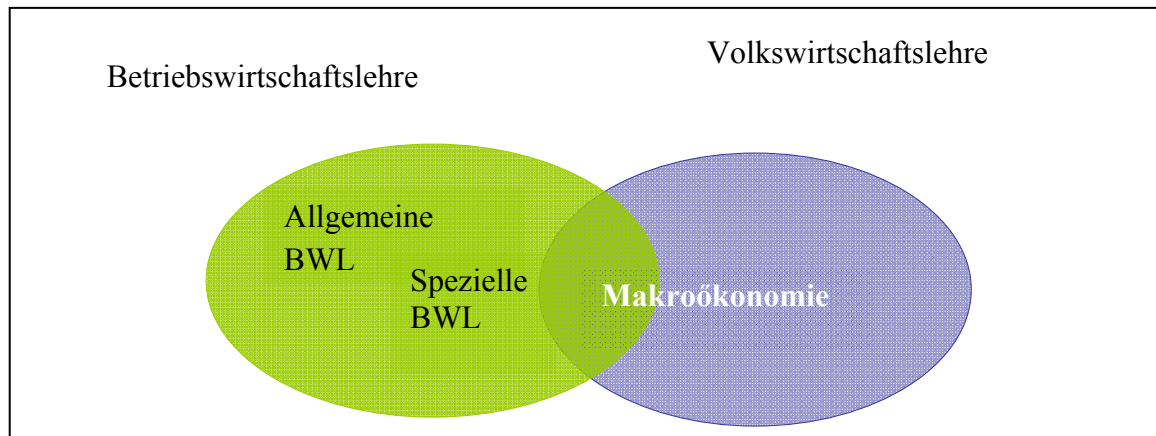 Volkswirtschaftslehre
Betriebswirtschaftslehre
Allgemeine
BWL
Spezielle
BWL
Makroőkonomie